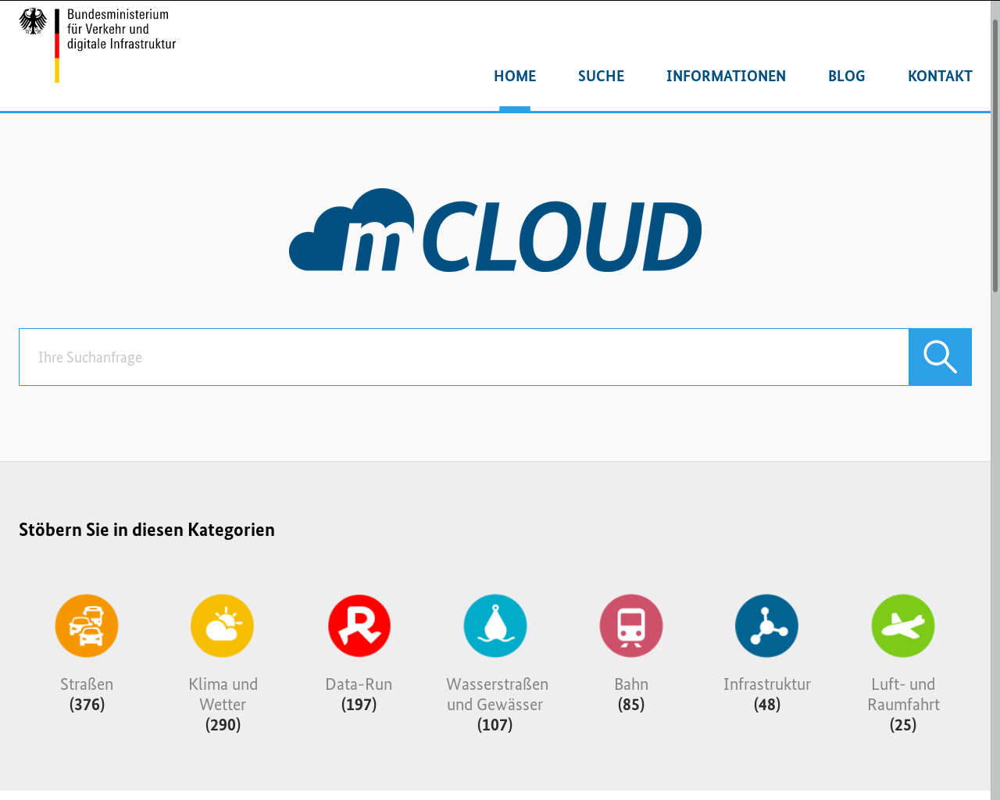 Bundesministerium
für Verkehr und
digitale Infrastruktur
HOME SUCHE INFORMATIONEN BLOG KONTAKT
mCLOUD
Ihre Suchanfrage
Stöbern Sie in diesen Kategorien
Straßen
(376)
Klima und
Wetter
(290)
Data-Run
(197)
Wasserstraßen
und Gewässer
(107)
Bahn
(85)
Infrastruktur
(48)
Luft- und
Raumfahrt
(25)